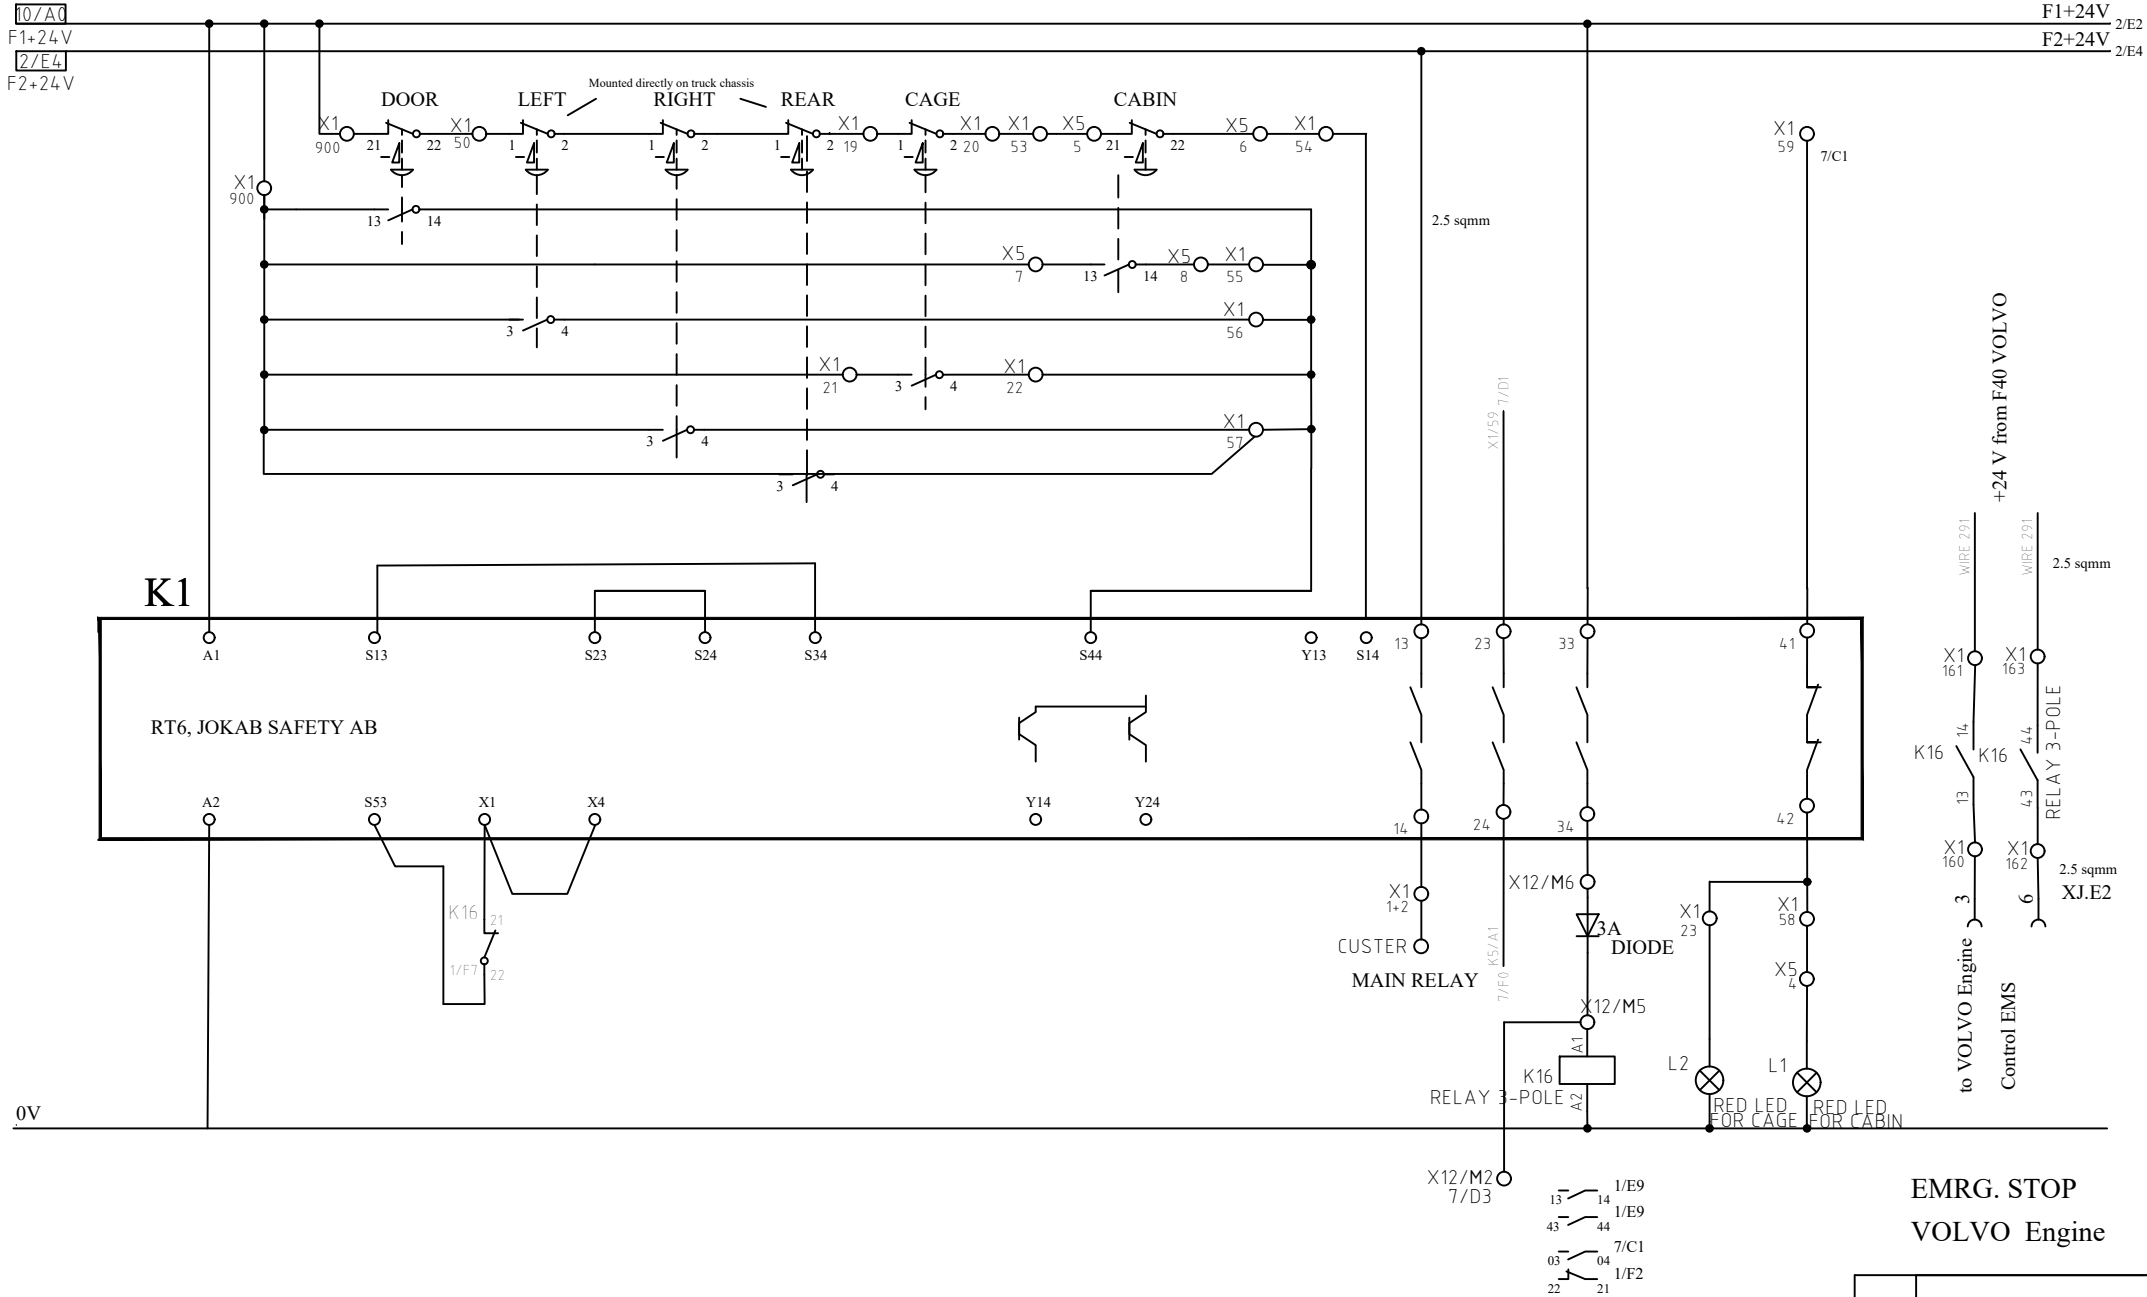 10/A0
F1+24V
2/E4
F2+24V
F1+24V 2/E2
F2+24V 2/E4
Mounted directly on truck chassis
DOOR LEFT RIGHT REAR CAGE CABIN
X1 900 21 22 X1 50 1 2 1 2 1 2 X1 19 1 2 X1 20 X1 53 X5 5 21 22 X5 6 X1 54
X1 59 7/C1
X1 900
13 14
2.5 sqmm
X5 7 13 14 X5 8 X1 55
3 4 X1 56
X1 21 3 4 X1 22
3 4 X1 57
3 4
X1/59 7/D1
+24 V from F40 VOLVO
WIRE 291
WIRE 291
2.5 sqmm
K1
A1 S13 S23 S24 S34 S44 Y13 S14 13 23 33 41
RT6, JOKAB SAFETY AB
A2 S53 X1 X4 Y14 Y24 14 24 34 42
X1 161 X1 163
14 44
K16 K16
13 43
RELAY 3-POLE
X1 160 X1 162
2.5 sqmm
XJ.E2
3 6
to VOLVO Engine
Control EMS
K16 21
1/F7 22
X1 1+2
CUSTER
MAIN RELAY
7/F0 K5/A1
X12/M6
3A
DIODE
X12/M5
A1
K16
RELAY 3-POLE
A2
X1 23 X1 58
X5 4
L2 L1
RED LED
FOR CAGE
RED LED
FOR CABIN
0V
X12/M2
7/D3
13 14 1/E9
43 44 1/E9
03 04 7/C1
22 21 1/F2
EMRG. STOP
VOLVO Engine